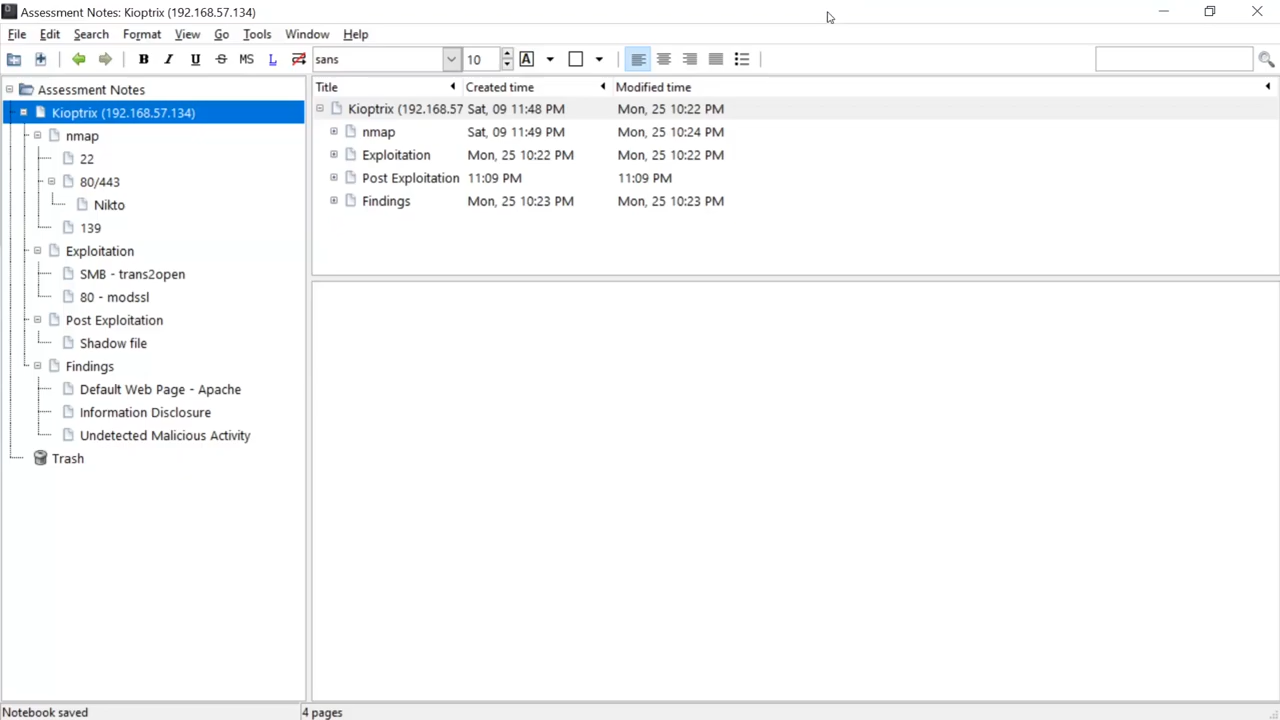 Assessment Notes: Kioptrix (192.168.57.134)
File Edit Search Format View Go Tools Window Help
B I U S MS L sans 10 A
Assessment Notes
Kioptrix (192.168.57.134)
nmap
22
80/443
Nikto
139
Exploitation
SMB - trans2open
80 - modssl
Post Exploitation
Shadow file
Findings
Default Web Page - Apache
Information Disclosure
Undetected Malicious Activity
Trash
Title Created time Modified time
Kioptrix (192.168.57 Sat, 09 11:48 PM Mon, 25 10:22 PM
nmap Sat, 09 11:49 PM Mon, 25 10:24 PM
Exploitation Mon, 25 10:22 PM Mon, 25 10:22 PM
Post Exploitation 11:09 PM 11:09 PM
Findings Mon, 25 10:23 PM Mon, 25 10:23 PM
Notebook saved 4 pages